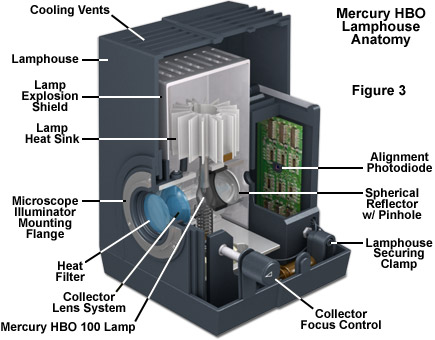 Cooling Vents
Mercury HBO
Lamphouse
Anatomy
Lamphouse
Lamp
Explosion
Shield
Figure 3
Lamp
Heat Sink
Alignment
Photodiode
Microscope
Illuminator
Mounting
Flange
Spherical
Reflector
w/ Pinhole
Lamphouse
Securing
Clamp
Heat
Filter
Collector
Lens System
Mercury HBO 100 Lamp
Collector
Focus Control